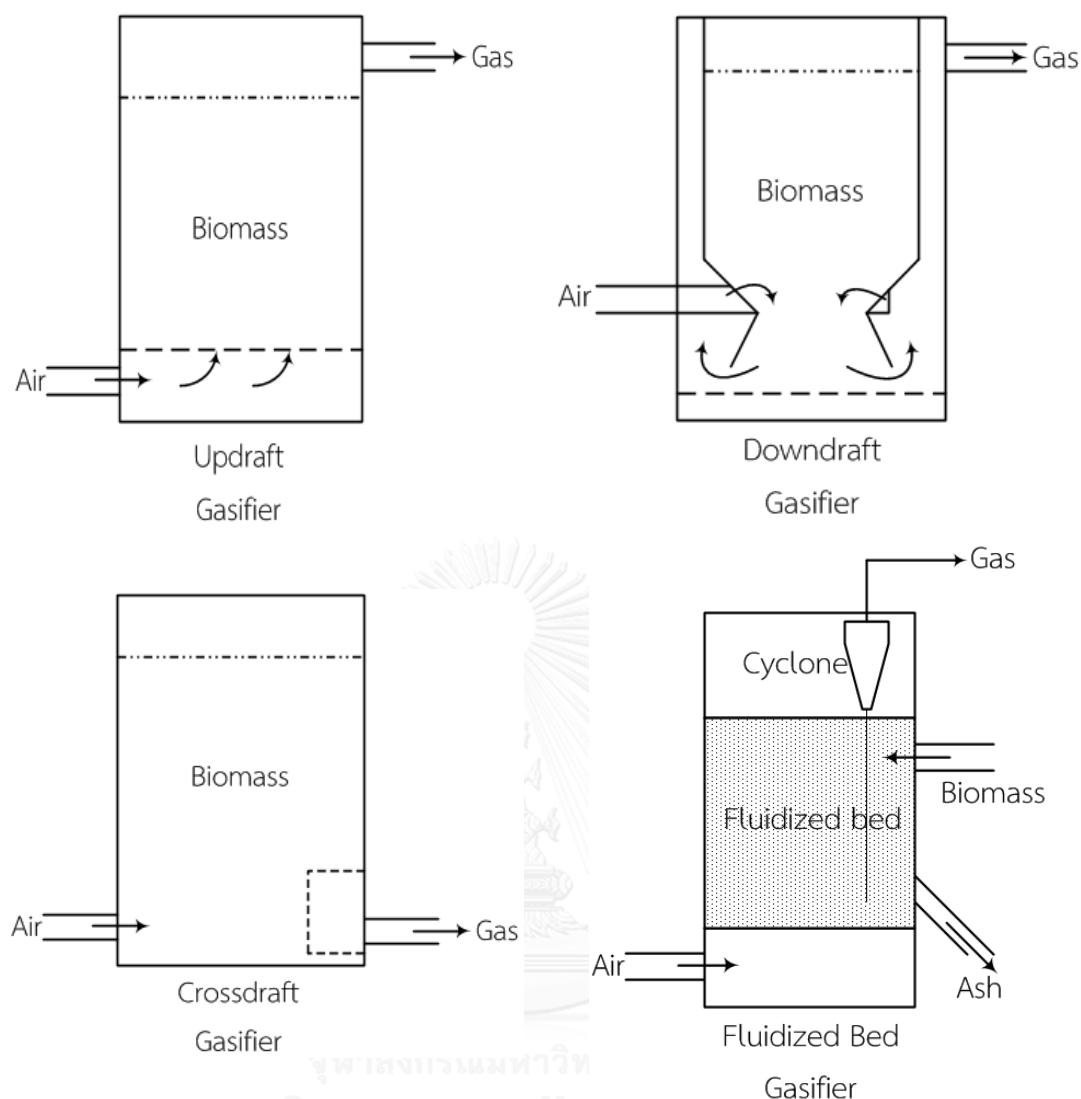 Gas
Biomass
Air
Updraft
Gasifier
Gas
Biomass
Air
Downdraft
Gasifier
Biomass
Air
Gas
Crossdraft
Gasifier
Gas
Cyclone
Biomass
Fluidized bed
Air
Ash
Fluidized Bed
Gasifier